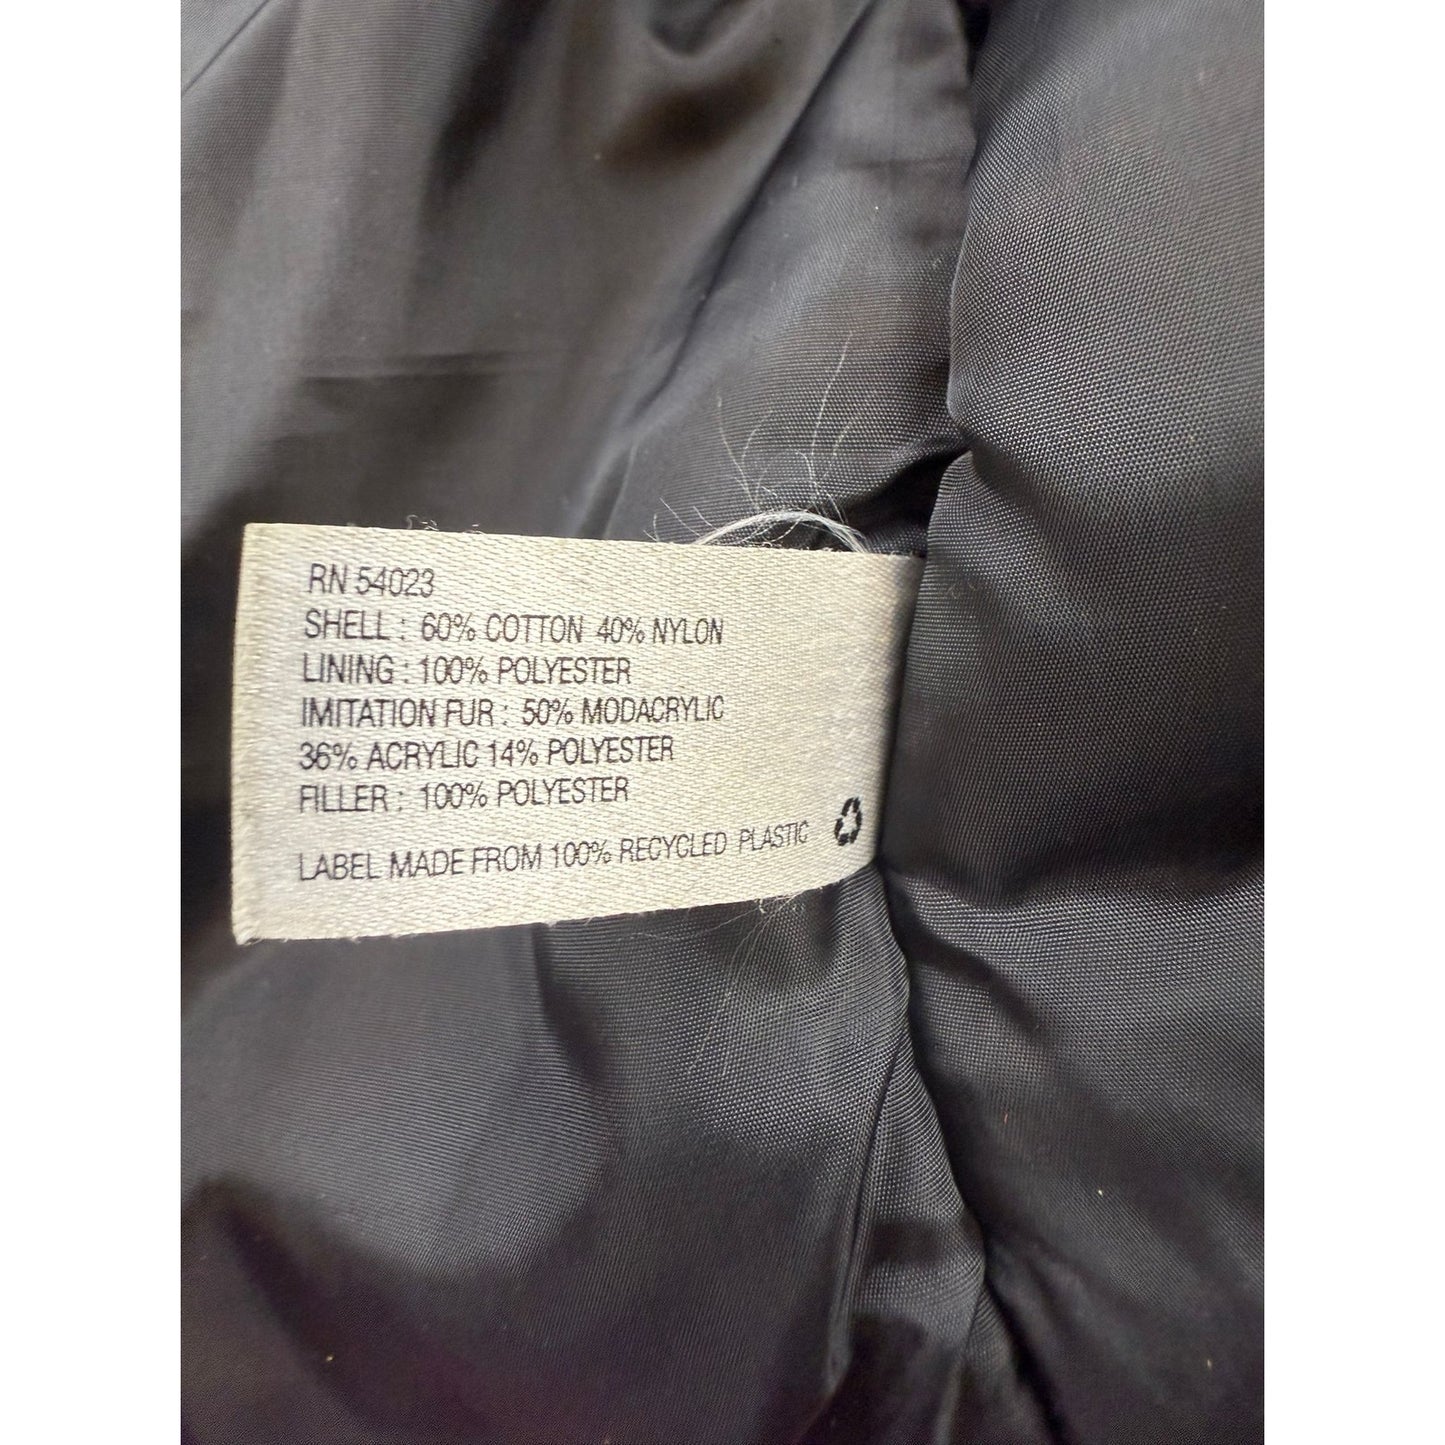 RN 54023
SHELL : 60% COTTON 40% NYLON
LINING : 100% POLYESTER
IMITATION FUR : 50% MODACRYLIC
36% ACRYLIC 14% POLYESTER
FILLER : 100% POLYESTER
LABEL MADE FROM 100% RECYCLED PLASTIC